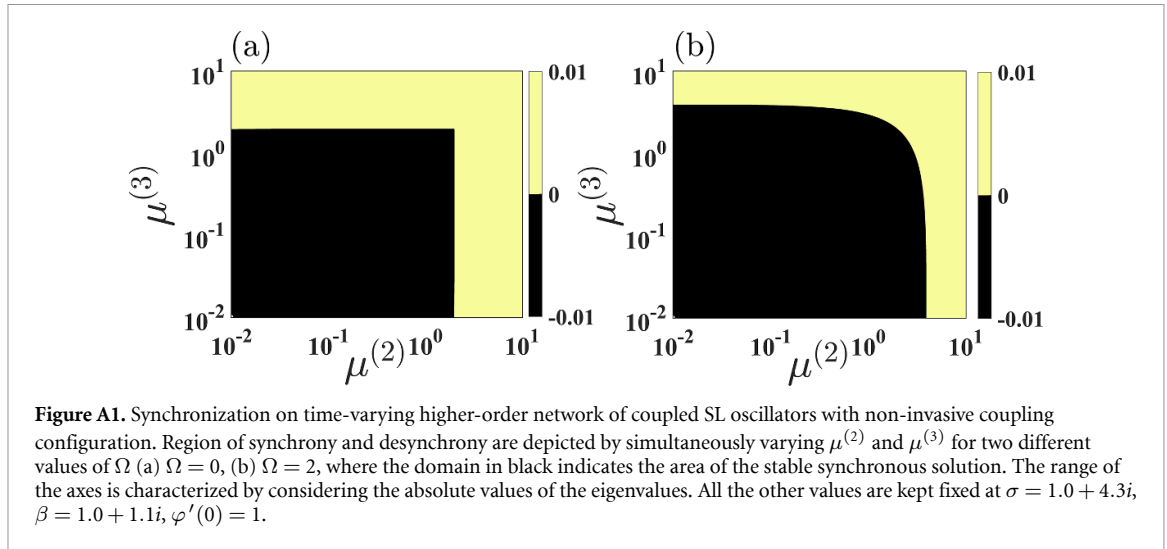 (a) (b)
10^1 0.01 10^1 0.01
10^0 10^0
μ^(3) 0 μ^(3) 0
10^-1 10^-1
10^-2 -0.01 10^-2 -0.01
10^-2 10^-1 10^0 10^1 10^-2 10^-1 10^0 10^1
μ^(2) μ^(2)
Figure A1. Synchronization on time-varying higher-order network of coupled SL oscillators with non-invasive coupling
configuration. Region of synchrony and desynchrony are depicted by simultaneously varying μ^(2) and μ^(3) for two different
values of Ω (a) Ω = 0, (b) Ω = 2, where the domain in black indicates the area of the stable synchronous solution. The range of
the axes is characterized by considering the absolute values of the eigenvalues. All the other values are kept fixed at σ = 1.0 + 4.3i,
β = 1.0 + 1.1i, φ′(0) = 1.